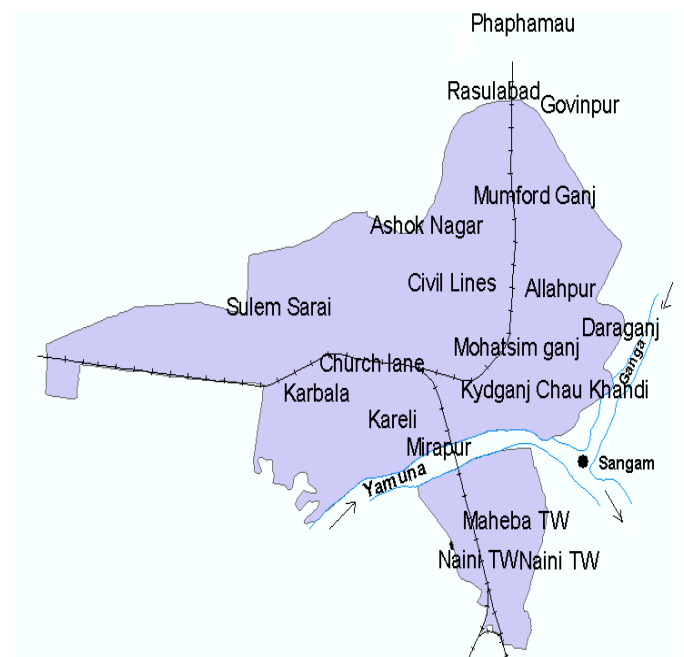 Phaphamau
Rasulabad
Govinpur
Mumford Ganj
Ashok Nagar
Civil Lines
Allahpur
Sulem Sarai
Daraganj
Mohatsim ganj
Ganga
Church lane
Karbala
Kydganj Chau Khandi
Kareli
Mirapur
Sangam
Yamuna
Maheba TW
Naini TW
Naini TW